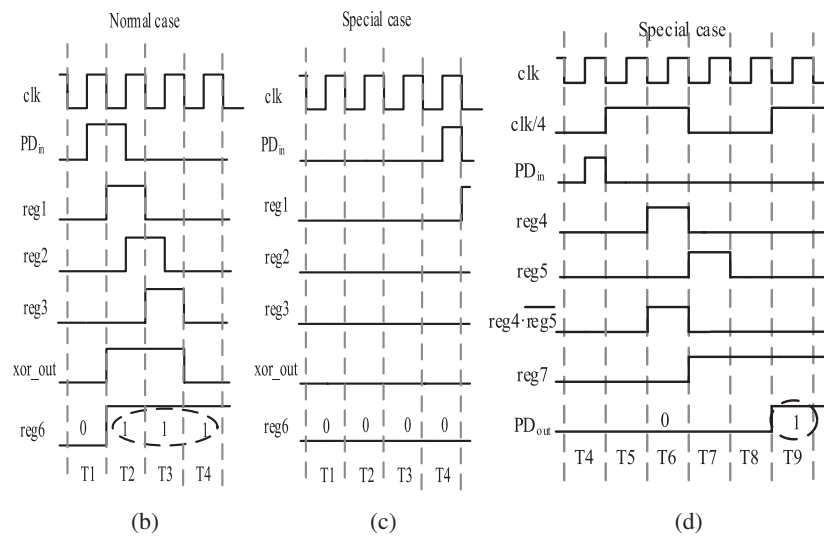 Normal case
clk
PDin
reg1
reg2
reg3
xor_out
reg6
0 1 1 1
T1 T2 T3 T4
(b)
Special case
clk
PDin
reg1
reg2
reg3
xor_out
reg6
0 0 0 0
T1 T2 T3 T4
(c)
Special case
clk
clk/4
PDin
reg4
reg5
reg4·reg5
reg7
PDout
0 1
T4 T5 T6 T7 T8 T9
(d)